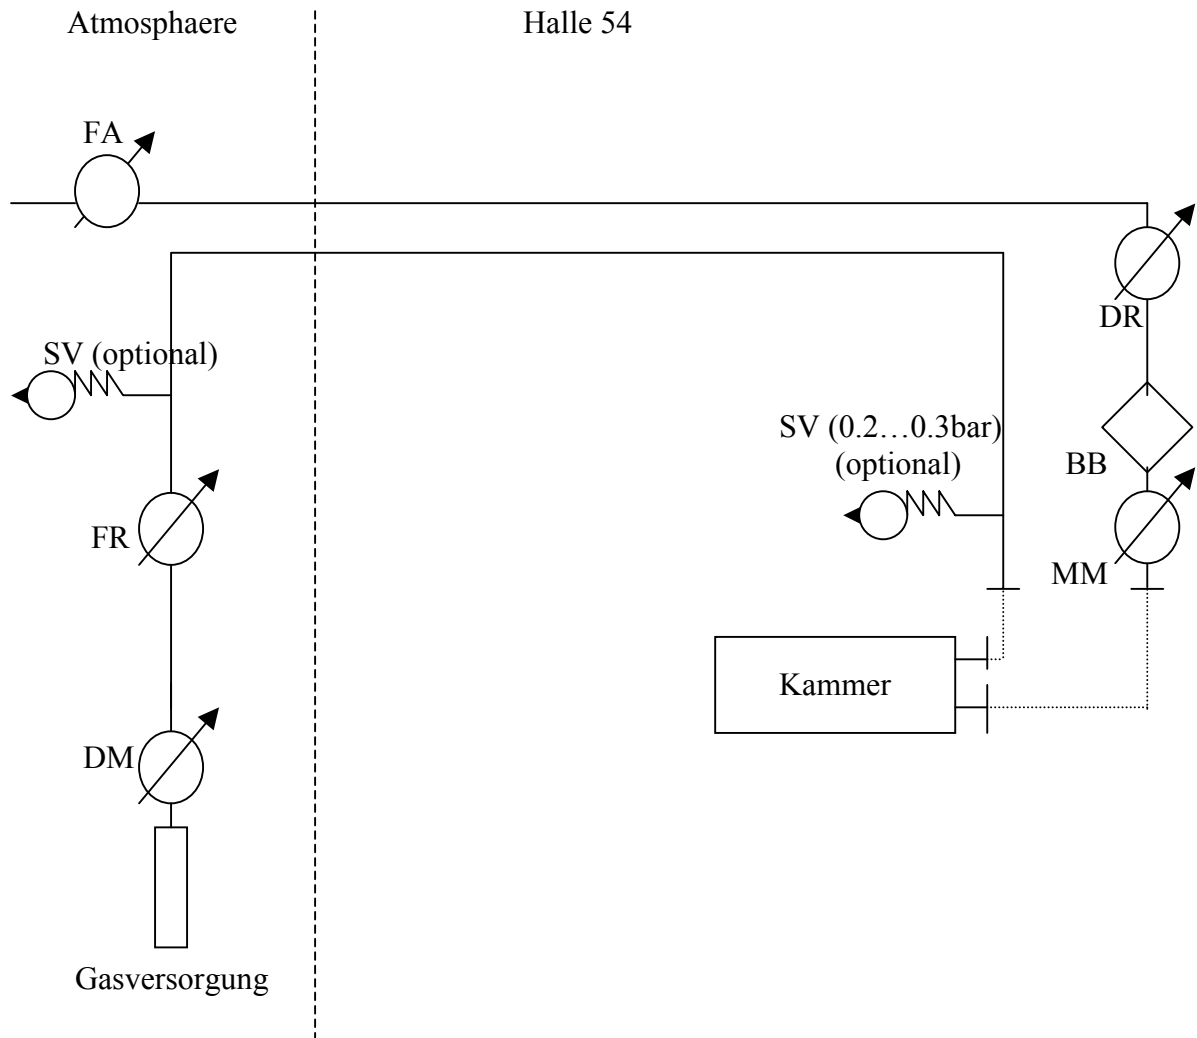 Atmosphaere
Halle 54
FA
DR
SV (optional)
SV (0.2…0.3bar)
(optional)
BB
FR
MM
Kammer
DM
Gasversorgung